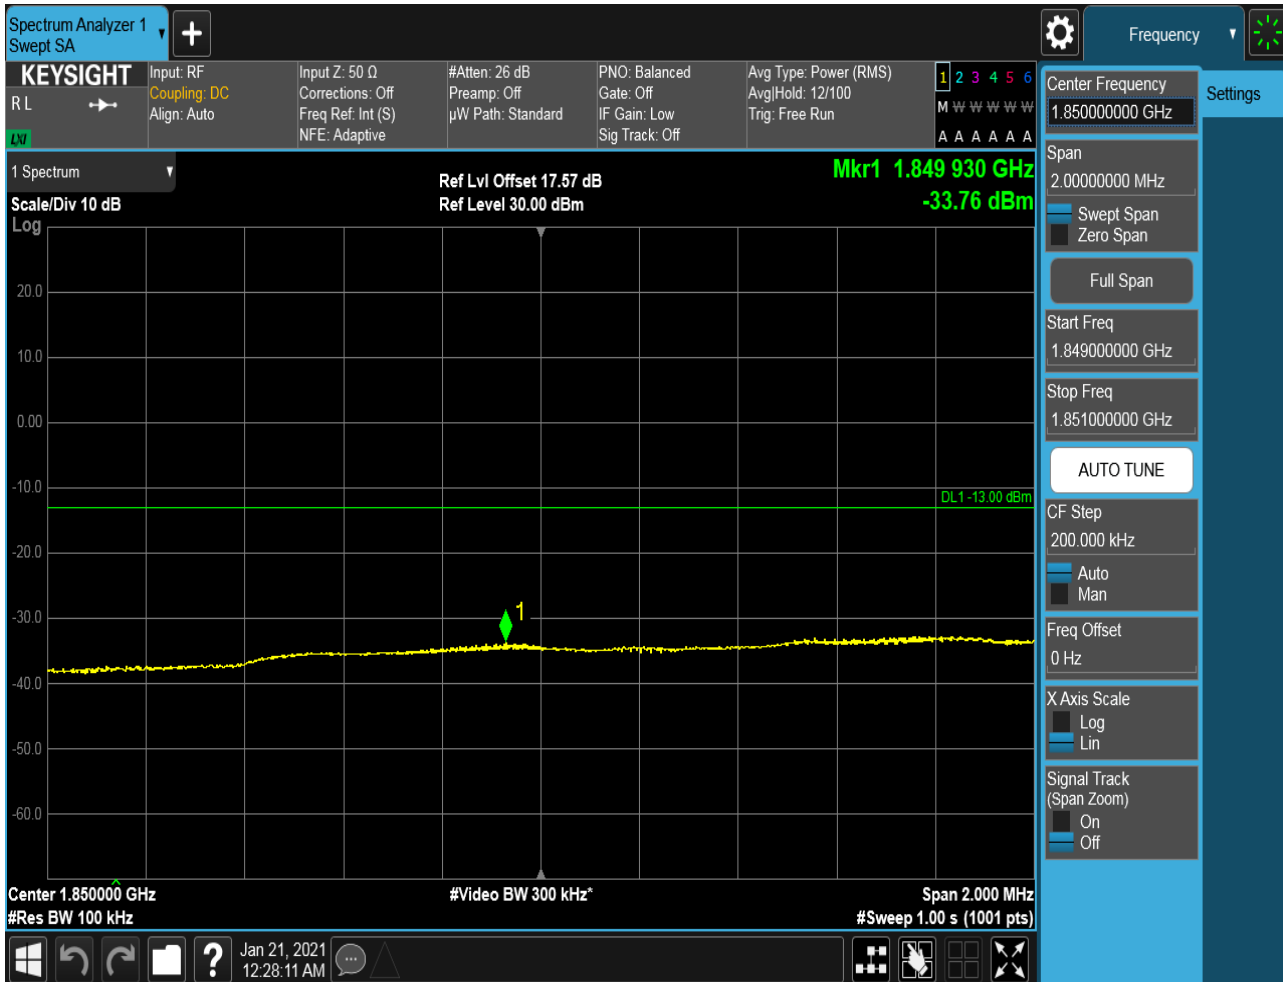 Spectrum Analyzer 1
Swept SA
Frequency
KEYSIGHT
R L
LXI
Input: RF
Coupling: DC
Align: Auto
Input Z: 50 Ω
Corrections: Off
Freq Ref: Int (S)
NFE: Adaptive
#Atten: 26 dB
Preamp: Off
µW Path: Standard
PNO: Balanced
Gate: Off
IF Gain: Low
Sig Track: Off
Avg Type: Power (RMS)
Avg|Hold: 12/100
Trig: Free Run
1 2 3 4 5 6
M W W W W W
A A A A A A
1 Spectrum
Scale/Div 10 dB
Log
Ref Lvl Offset 17.57 dB
Ref Level 30.00 dBm
Mkr1 1.849 930 GHz
-33.76 dBm
20.0
10.0
0.00
-10.0
DL1 -13.00 dBm
-20.0
-30.0
1
-40.0
-50.0
-60.0
Center 1.850000 GHz
#Res BW 100 kHz
#Video BW 300 kHz*
Span 2.000 MHz
#Sweep 1.00 s (1001 pts)
Jan 21, 2021
12:28:11 AM
Center Frequency
1.850000000 GHz
Settings
Span
2.00000000 MHz
Swept Span
Zero Span
Full Span
Start Freq
1.849000000 GHz
Stop Freq
1.851000000 GHz
AUTO TUNE
CF Step
200.000 kHz
Auto
Man
Freq Offset
0 Hz
X Axis Scale
Log
Lin
Signal Track
(Span Zoom)
On
Off